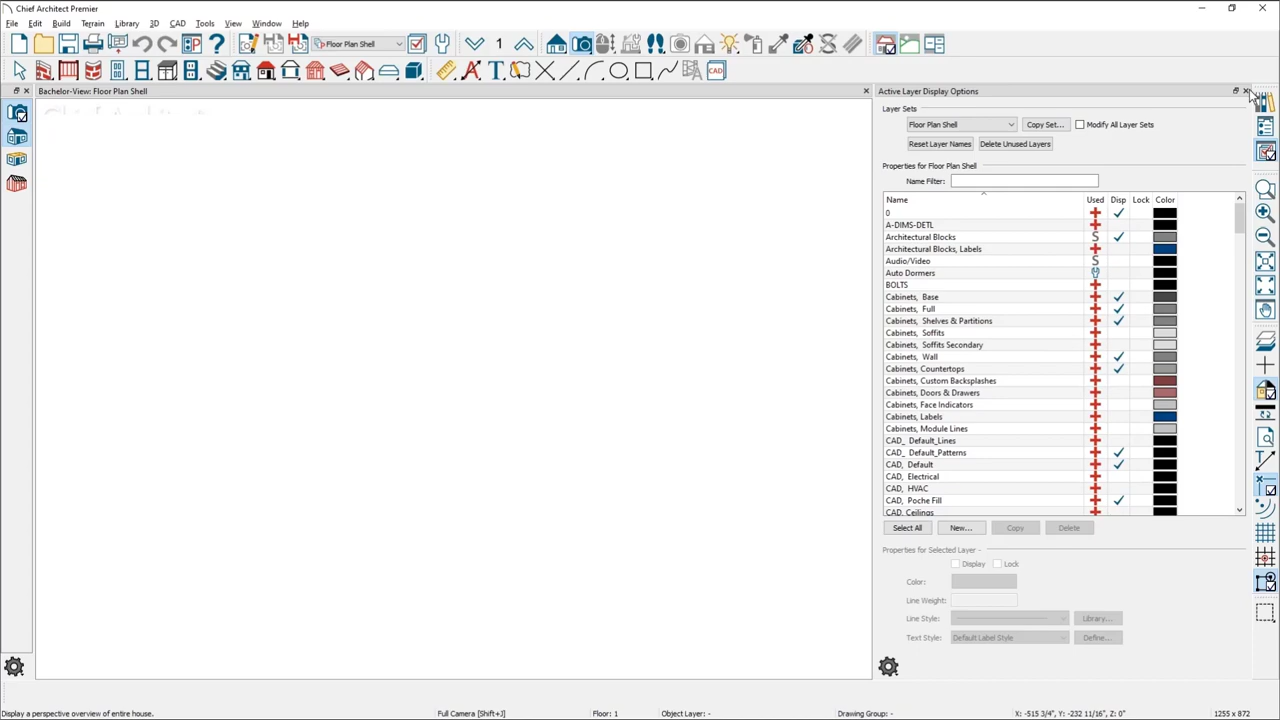 Chief Architect Premier
File Edit Build Terrain Library 3D CAD Tools View Window Help
Floor Plan Shell 1
CAD
Bachelor-View: Floor Plan Shell
Active Layer Display Options
Layer Sets
Floor Plan Shell Copy Set... Modify All Layer Sets
Reset Layer Names Delete Unused Layers
Properties for Floor Plan Shell
Name Filter:
Name Used Disp Lock Color
0
A-DIMS-DETL
Architectural Blocks S
Architectural Blocks, Labels
Audio/Video S
Auto Dormers
BOLTS
Cabinets, Base
Cabinets, Full
Cabinets, Shelves & Partitions
Cabinets, Soffits
Cabinets, Soffits Secondary
Cabinets, Wall
Cabinets, Countertops
Cabinets, Custom Backsplashes
Cabinets, Doors & Drawers
Cabinets, Face Indicators
Cabinets, Labels
Cabinets, Module Lines
CAD_ Default_Lines
CAD_ Default_Patterns
CAD, Default
CAD, Electrical
CAD, HVAC
CAD, Poche Fill
CAD, Ceilings
Select All New... Copy Delete
Properties for Selected Layer -
Display Lock
Color:
Line Weight:
Line Style: Library...
Text Style: Default Label Style Define...
Display a perspective overview of entire house. Full Camera [Shift+J] Floor: 1 Object Layer: - Drawing Group: - X: -515 3/4", Y: -232 11/16", Z: 0" 1255 x 872